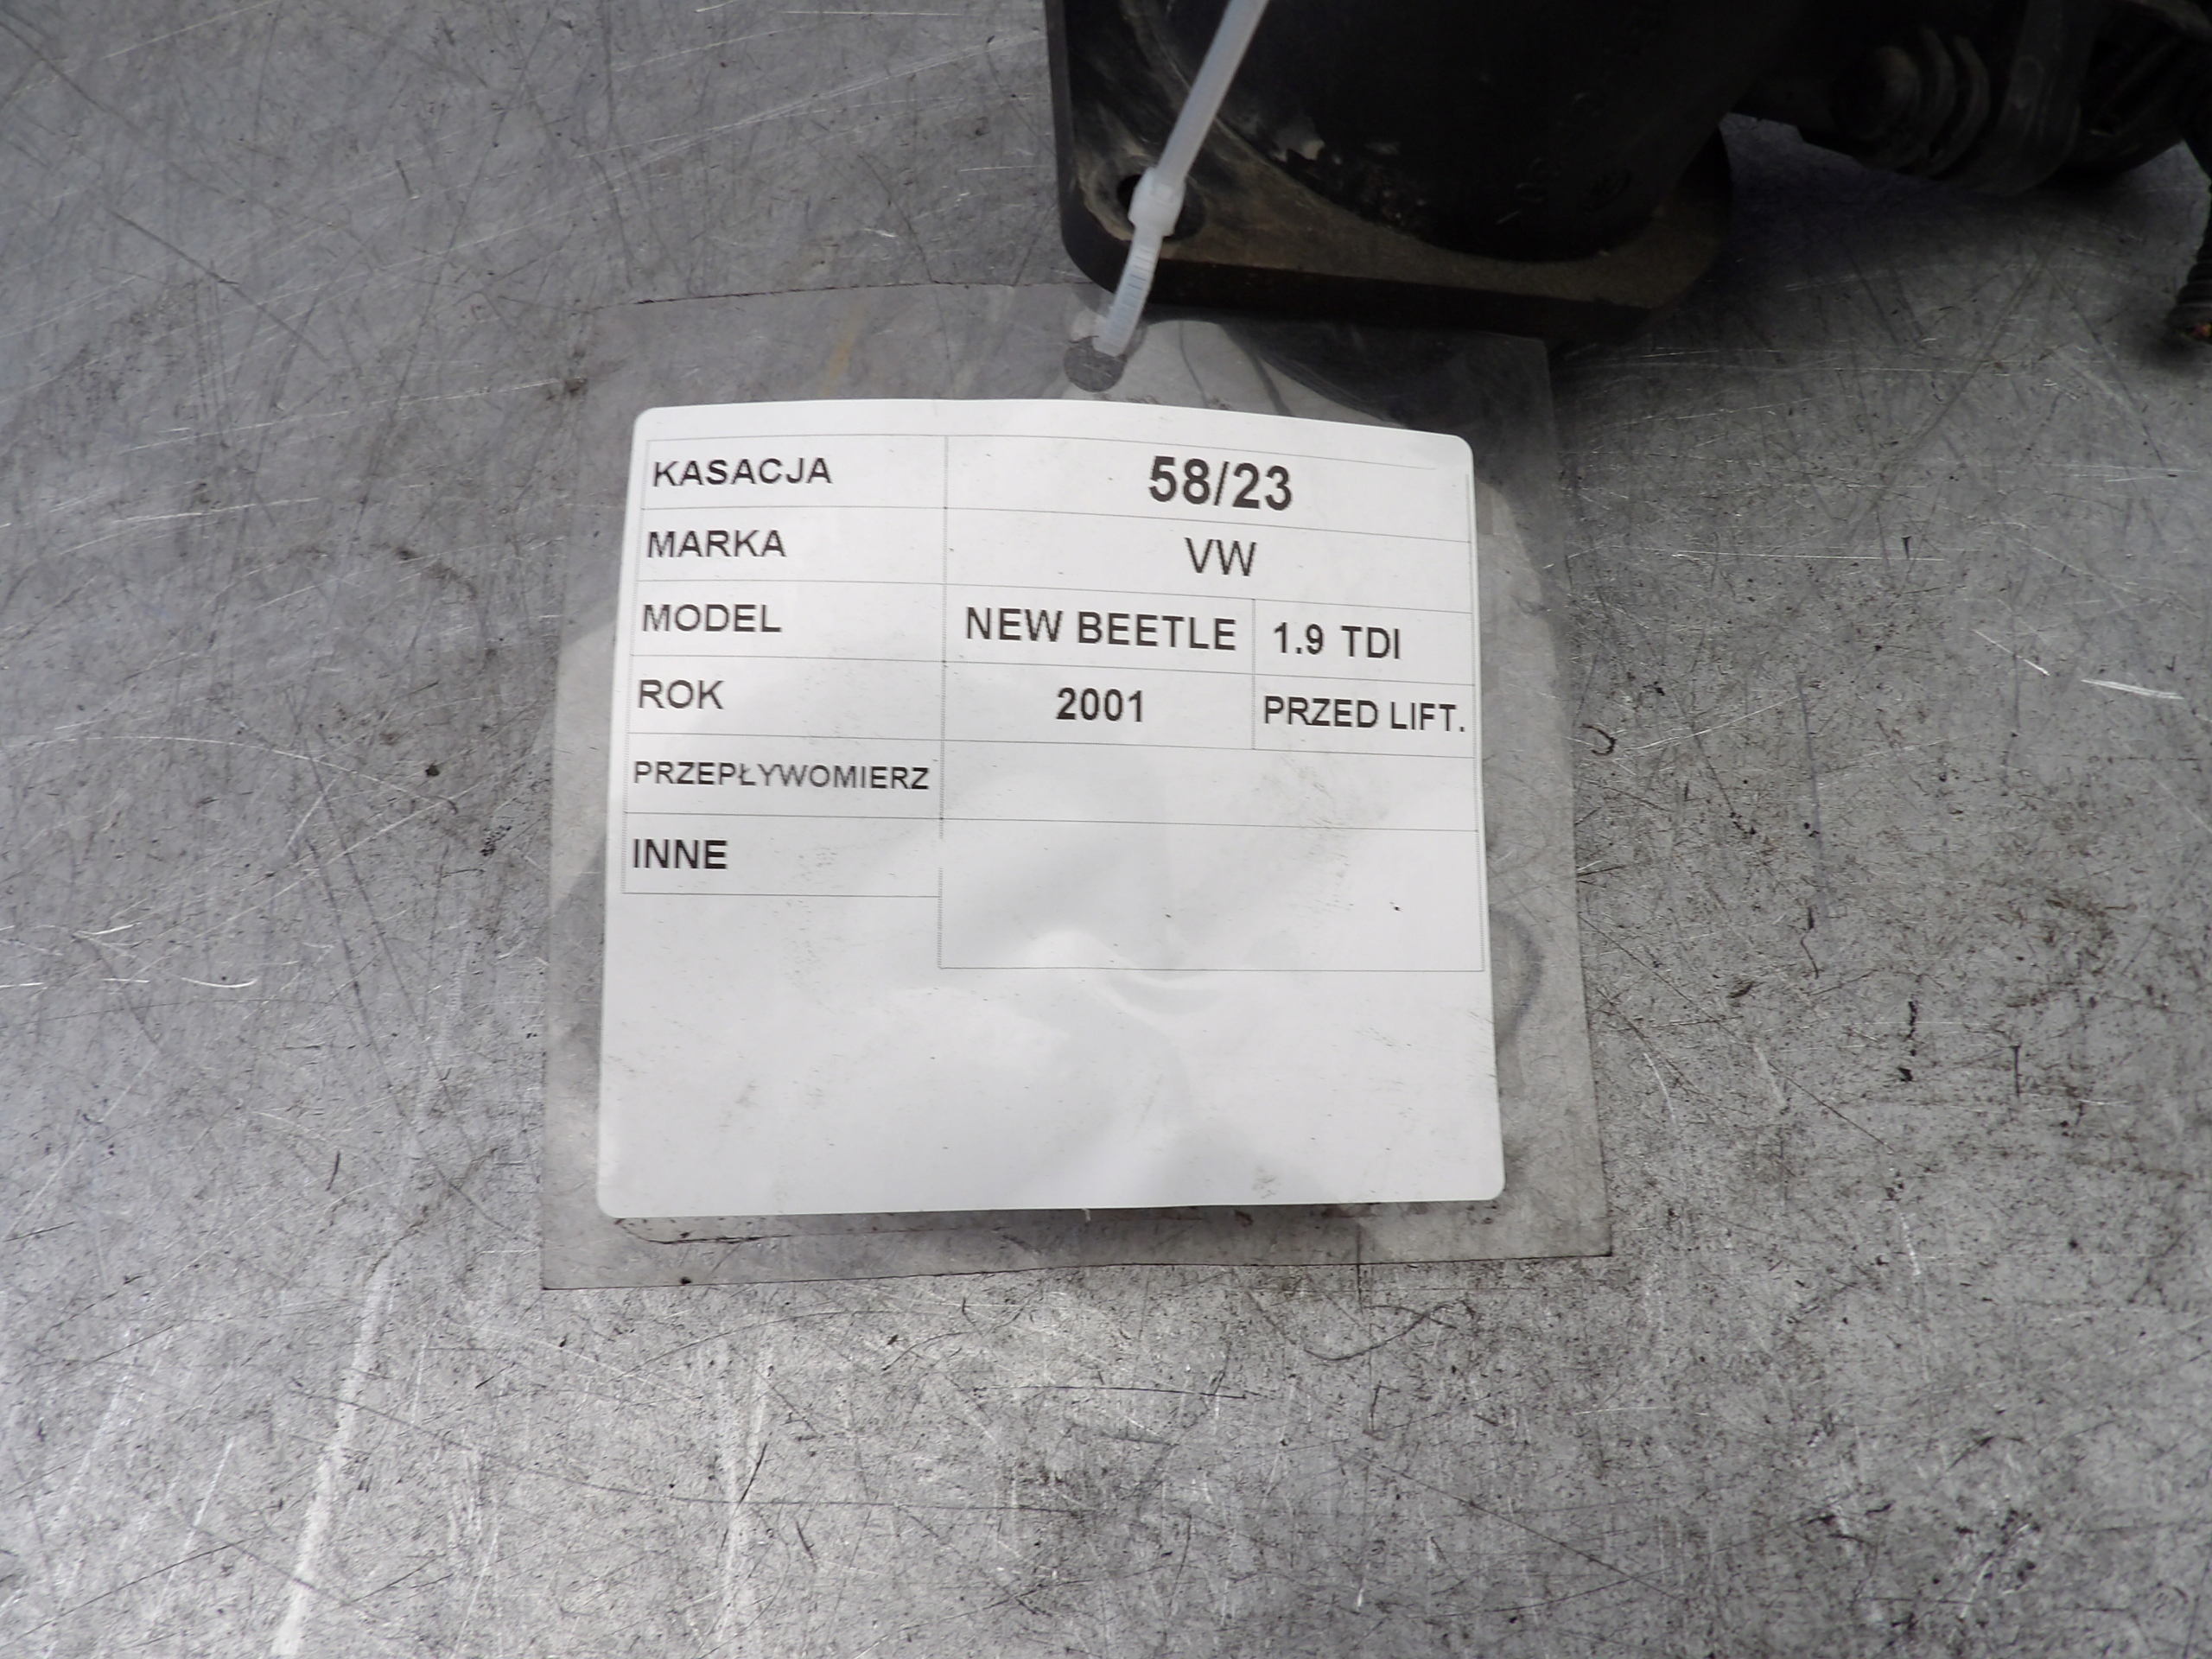 KASACJA 58/23
MARKA VW
MODEL NEW BEETLE 1.9 TDI
ROK 2001 PRZED LIFT.
PRZEPŁYWOMIERZ
INNE